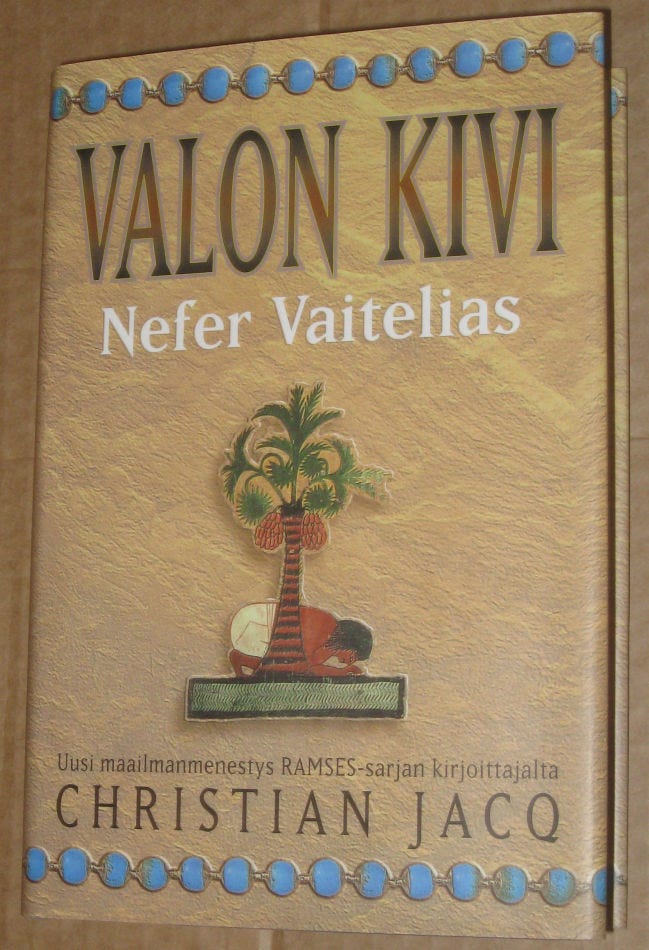 VALON KIVI
Nefer Vaitelias
Uusi maailmanmenestys RAMSES-sarjan kirjoittajalta
CHRISTIAN JACQ